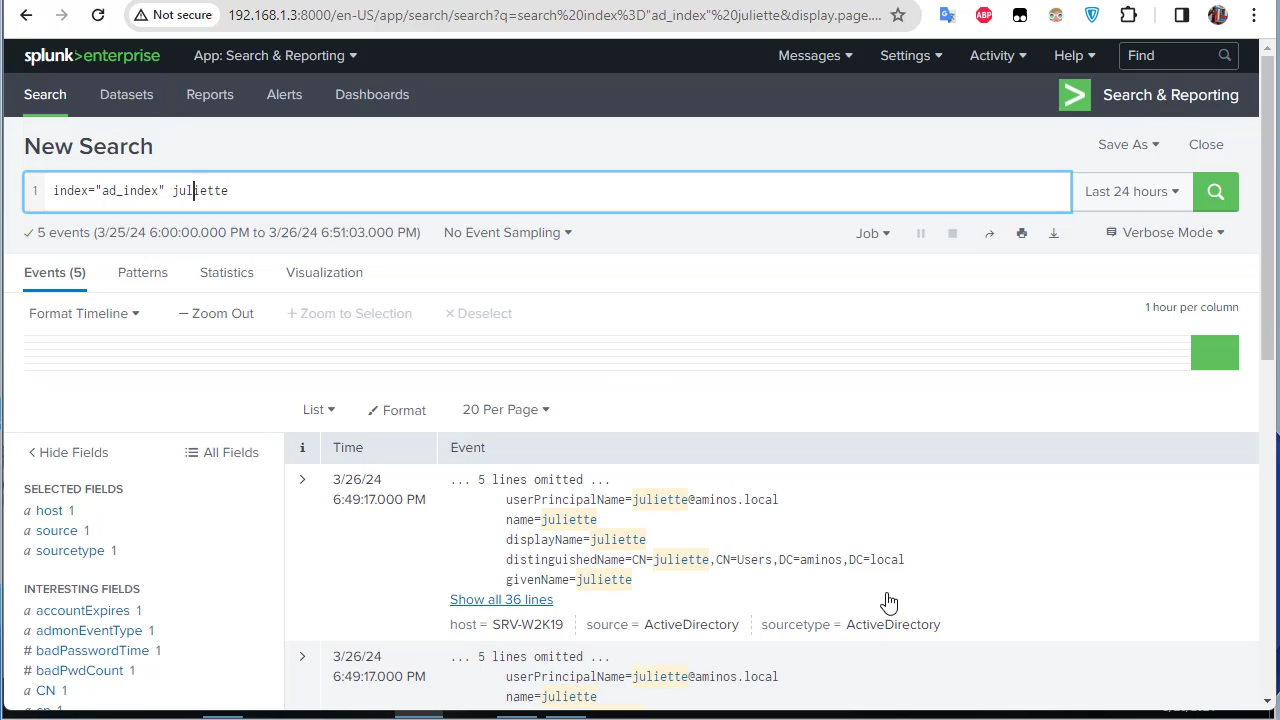 Not secure 192.168.1.3:8000/en-US/app/search/search?q=search%20index%3D"ad_index"%20juliette&display.page....
ABP
splunk>enterprise App: Search & Reporting Messages Settings Activity Help Find
Search Datasets Reports Alerts Dashboards > Search & Reporting
New Search Save As Close
1 index="ad_index" juliette Last 24 hours
5 events (3/25/24 6:00:00.000 PM to 3/26/24 6:51:03.000 PM) No Event Sampling Job Verbose Mode
Events (5) Patterns Statistics Visualization
Format Timeline — Zoom Out + Zoom to Selection × Deselect 1 hour per column
List Format 20 Per Page
< Hide Fields All Fields i Time Event
SELECTED FIELDS
a host 1
a source 1
a sourcetype 1
INTERESTING FIELDS
a accountExpires 1
a admonEventType 1
# badPasswordTime 1
# badPwdCount 1
a CN 1
a cn 1
> 3/26/24 ... 5 lines omitted ...
6:49:17.000 PM userPrincipalName=juliette@aminos.local
name=juliette
displayName=juliette
distinguishedName=CN=juliette,CN=Users,DC=aminos,DC=local
givenName=juliette
Show all 36 lines
host = SRV-W2K19 source = ActiveDirectory sourcetype = ActiveDirectory
> 3/26/24 ... 5 lines omitted ...
6:49:17.000 PM userPrincipalName=juliette@aminos.local
name=juliette